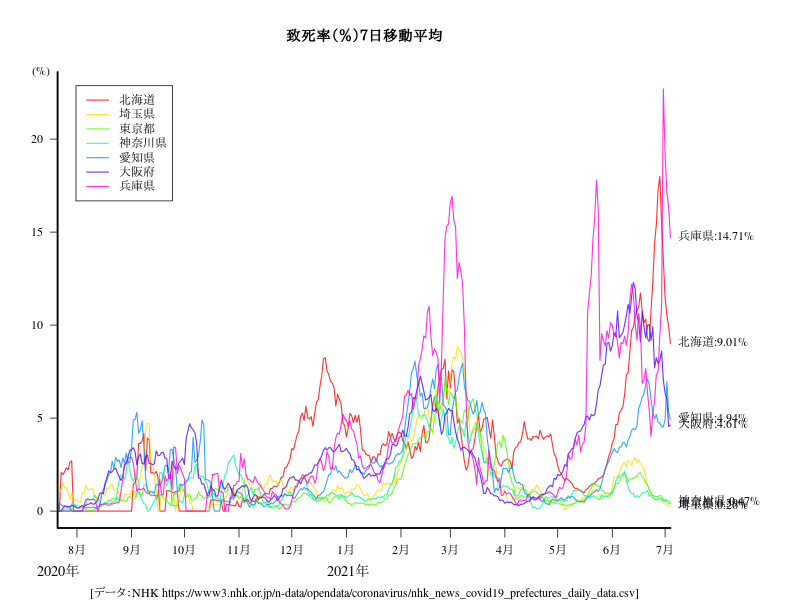 致死率(%)7日移動平均
(%)
北海道
埼玉県
東京都
神奈川県
愛知県
大阪府
兵庫県
20
15
10
5
0
兵庫県:14.71%
北海道:9.01%
愛知県:4.94%
大阪府:4.61%
8月 9月 10月 11月 12月 1月 2月 3月 4月 5月 6月 7月
2020年 2021年
[データ:NHK https://www3.nhk.or.jp/n-data/opendata/coronavirus/nhk_news_covid19_prefectures_daily_data.csv]